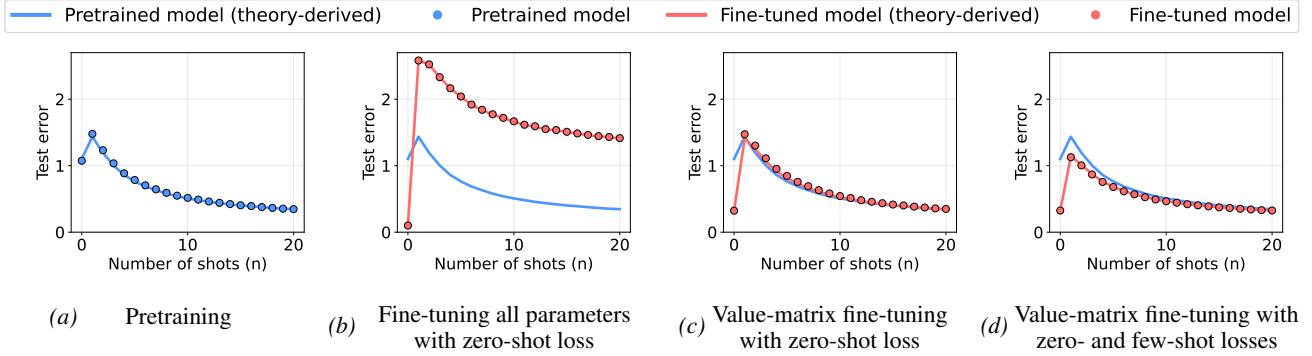 Pretrained model (theory-derived) Pretrained model Fine-tuned model (theory-derived) Fine-tuned model
Test error
2
1
0
0 10 20
Number of shots (n)
(a) Pretraining
Test error
2
1
0
0 10 20
Number of shots (n)
(b) Fine-tuning all parameters
with zero-shot loss
Test error
2
1
0
0 10 20
Number of shots (n)
(c) Value-matrix fine-tuning
with zero-shot loss
Test error
2
1
0
0 10 20
Number of shots (n)
(d) Value-matrix fine-tuning with
zero- and few-shot losses